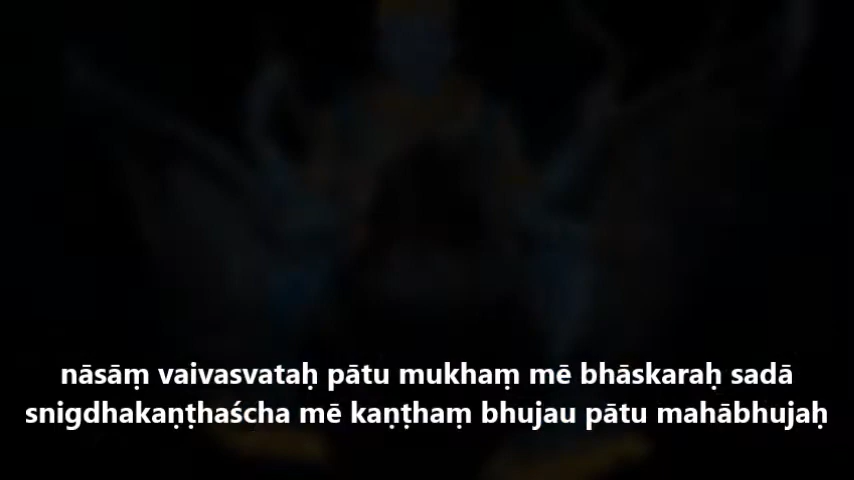 nāsāṃ vaivasvataḥ pātu mukhaṃ mē bhāskaraḥ sadā
snigdhakaṇṭhaścha mē kaṇṭhaṃ bhujau pātu mahābhujaḥ